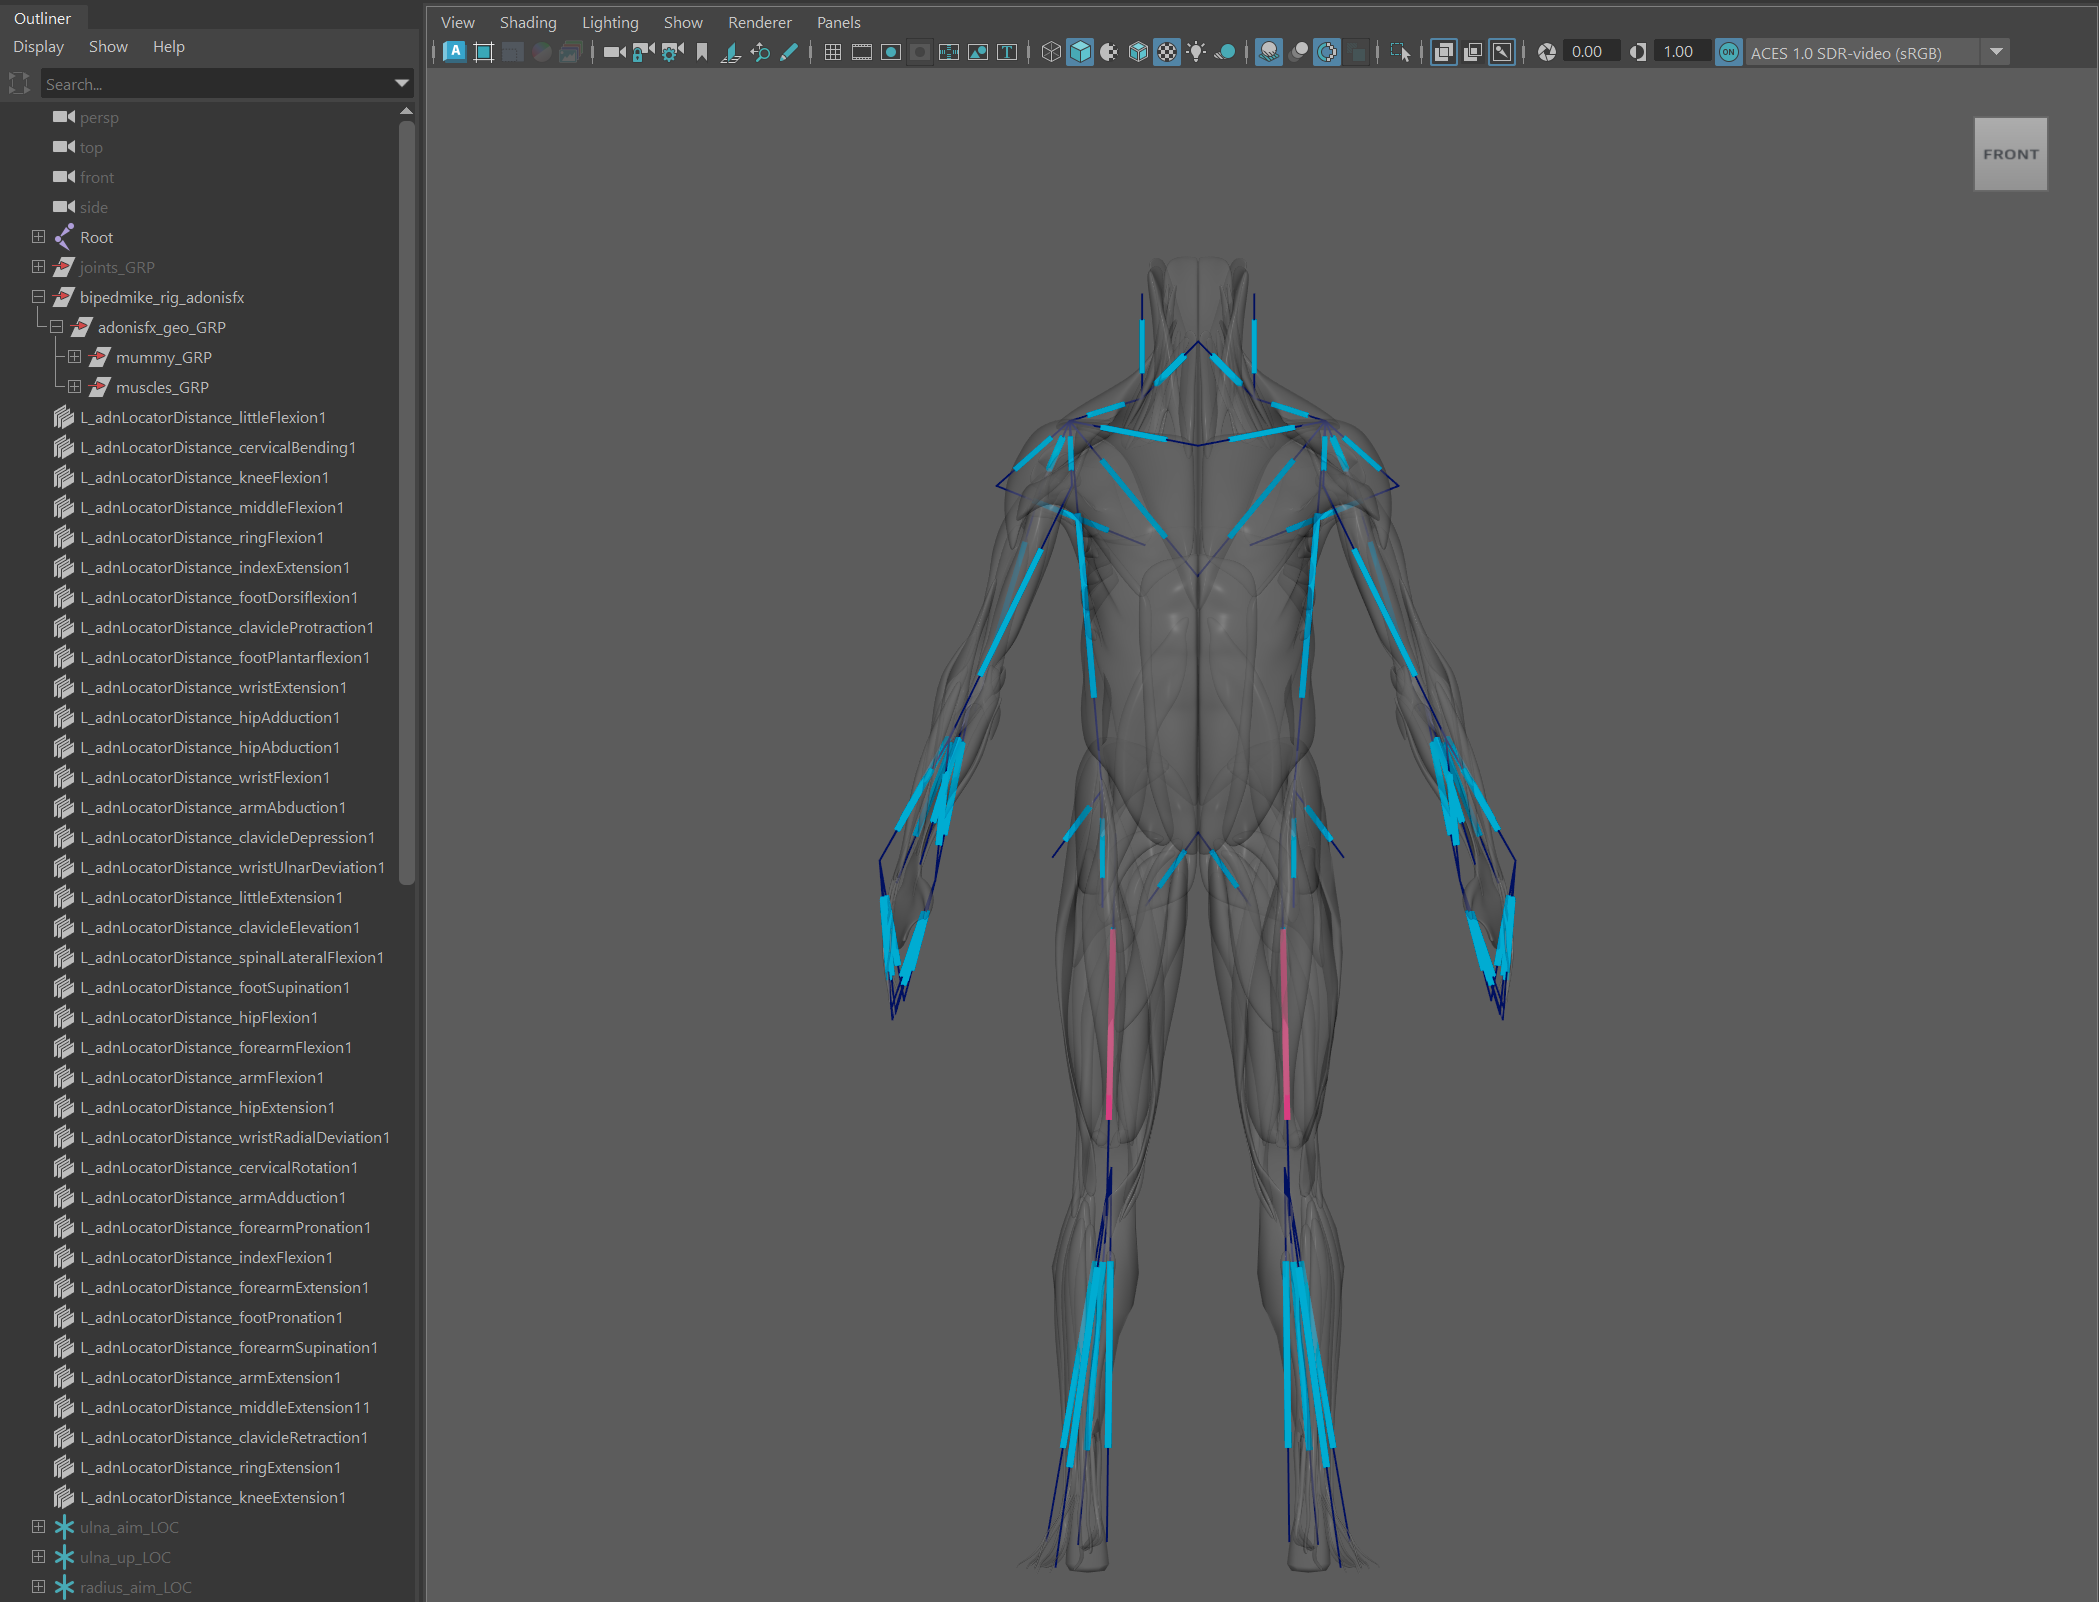 Outliner
Display Show Help
Search...
persp
top
front
side
Root
joints_GRP
bipedmike_rig_adonisfx
adonisfx_geo_GRP
mummy_GRP
muscles_GRP
L_adnLocatorDistance_littleFlexion1
L_adnLocatorDistance_cervicalBending1
L_adnLocatorDistance_kneeFlexion1
L_adnLocatorDistance_middleFlexion1
L_adnLocatorDistance_ringFlexion1
L_adnLocatorDistance_indexExtension1
L_adnLocatorDistance_footDorsiflexion1
L_adnLocatorDistance_clavicleProtraction1
L_adnLocatorDistance_footPlantarflexion1
L_adnLocatorDistance_wristExtension1
L_adnLocatorDistance_hipAdduction1
L_adnLocatorDistance_hipAbduction1
L_adnLocatorDistance_wristFlexion1
L_adnLocatorDistance_armAbduction1
L_adnLocatorDistance_clavicleDepression1
L_adnLocatorDistance_wristUlnarDeviation1
L_adnLocatorDistance_littleExtension1
L_adnLocatorDistance_clavicleElevation1
L_adnLocatorDistance_spinalLateralFlexion1
L_adnLocatorDistance_footSupination1
L_adnLocatorDistance_hipFlexion1
L_adnLocatorDistance_forearmFlexion1
L_adnLocatorDistance_armFlexion1
L_adnLocatorDistance_hipExtension1
L_adnLocatorDistance_wristRadialDeviation1
L_adnLocatorDistance_cervicalRotation1
L_adnLocatorDistance_armAdduction1
L_adnLocatorDistance_forearmPronation1
L_adnLocatorDistance_indexFlexion1
L_adnLocatorDistance_forearmExtension1
L_adnLocatorDistance_footPronation1
L_adnLocatorDistance_forearmSupination1
L_adnLocatorDistance_armExtension1
L_adnLocatorDistance_middleExtension11
L_adnLocatorDistance_clavicleRetraction1
L_adnLocatorDistance_ringExtension1
L_adnLocatorDistance_kneeExtension1
ulna_aim_LOC
ulna_up_LOC
radius_aim_LOC
View Shading Lighting Show Renderer Panels
A T 0.00 1.00 ON ACES 1.0 SDR-video (sRGB)
FRONT